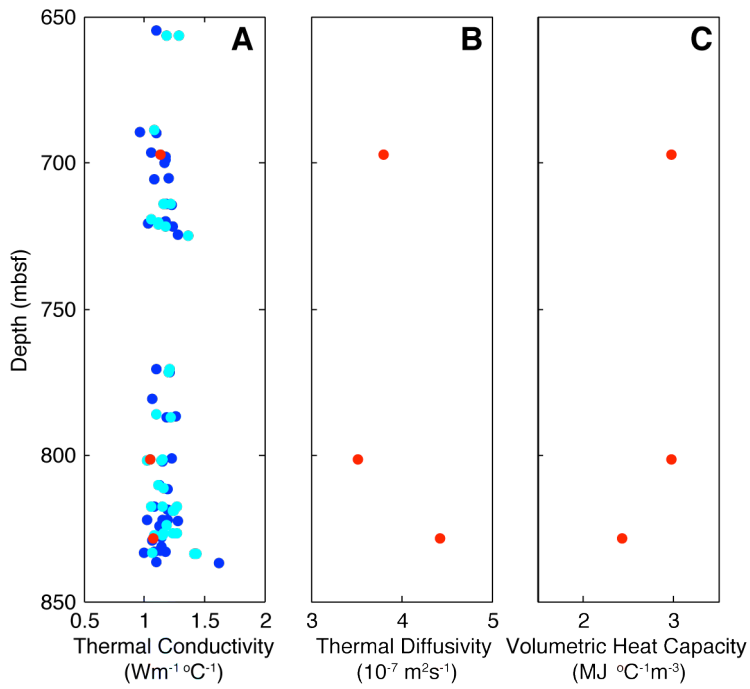 A B C
650
700
750
800
850
Depth (mbsf)
0.5 1 1.5 2
3 4 5
2 3
Thermal Conductivity
(Wm-1 oC-1)
Thermal Diffusivity
(10-7 m2s-1)
Volumetric Heat Capacity
(MJ oC-1m-3)